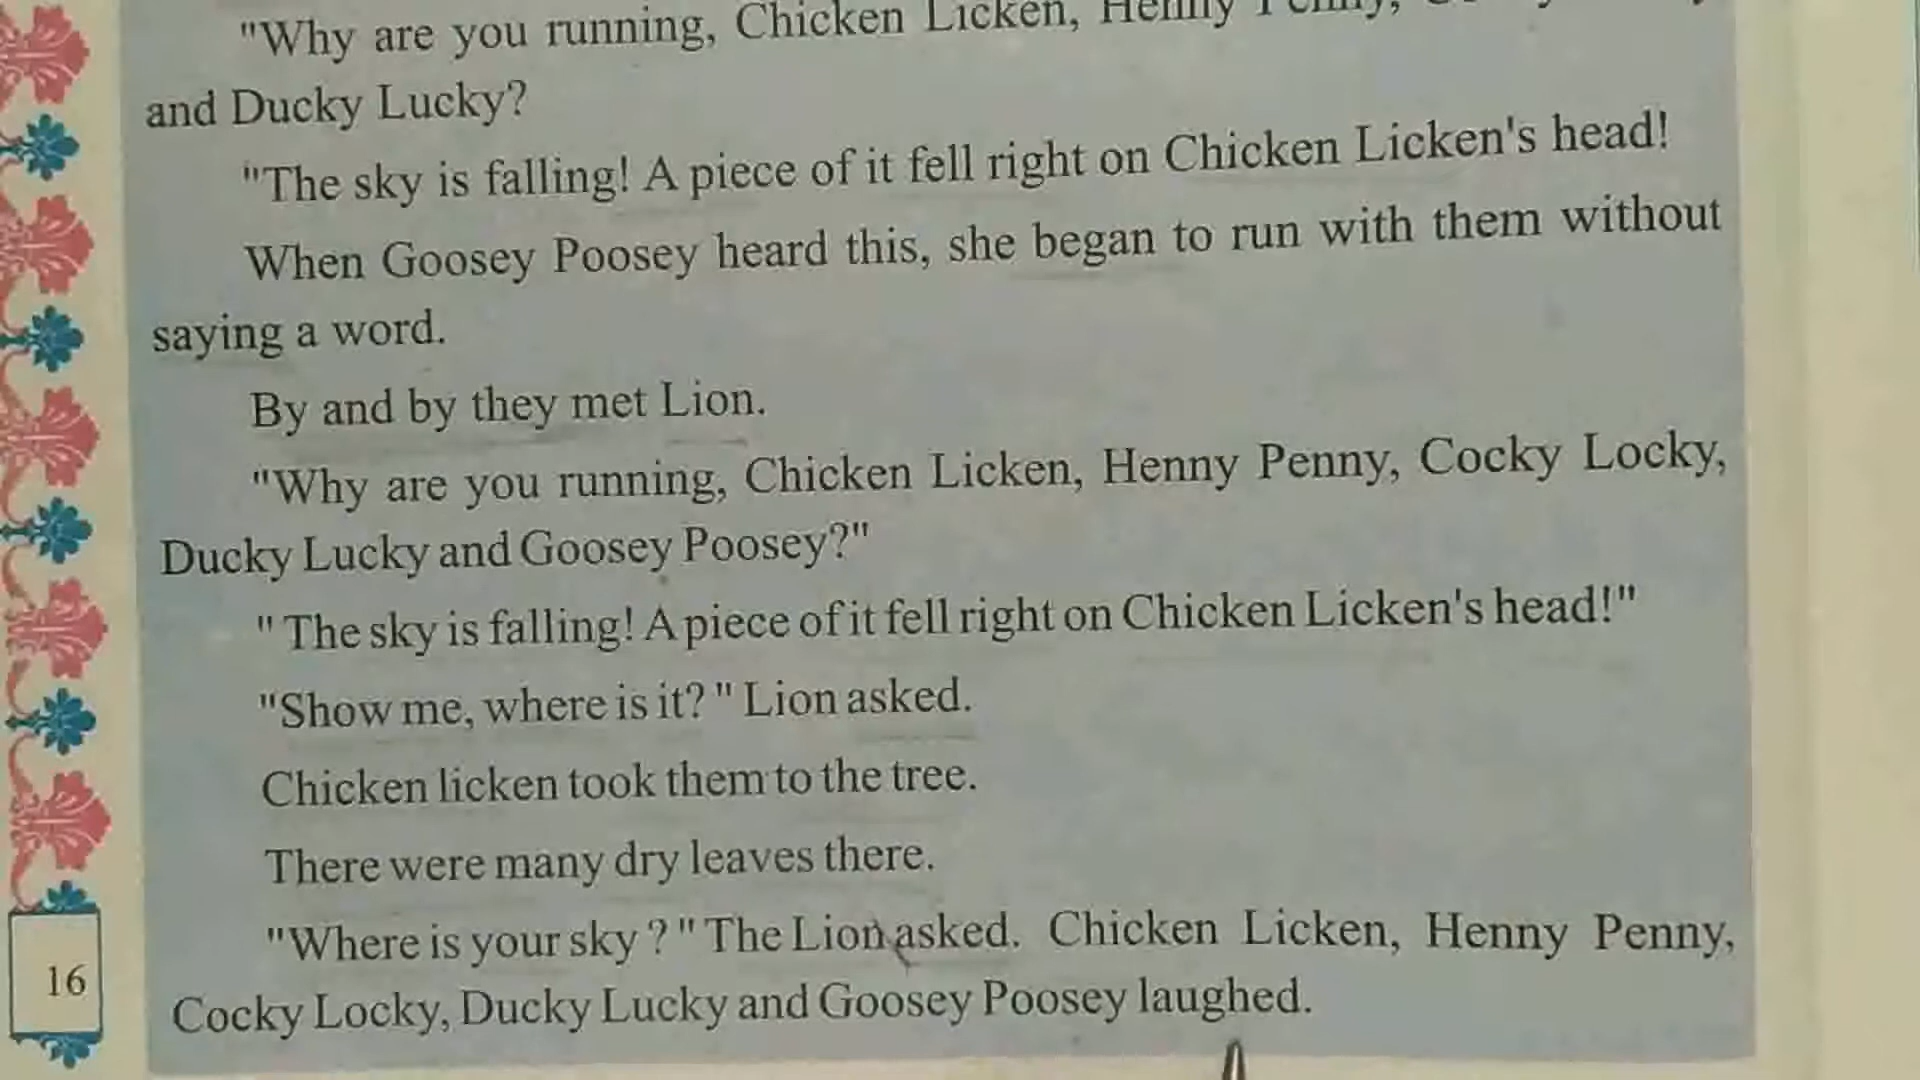 "Why are you running, Chicken Licken, Henny Penny,
and Ducky Lucky?
"The sky is falling! A piece of it fell right on Chicken Licken's head!
When Goosey Poosey heard this, she began to run with them without
saying a word.
By and by they met Lion.
"Why are you running, Chicken Licken, Henny Penny, Cocky Locky,
Ducky Lucky and Goosey Poosey?"
" The sky is falling! A piece of it fell right on Chicken Licken's head!"
"Show me, where is it? " Lion asked.
Chicken licken took them to the tree.
There were many dry leaves there.
"Where is your sky ? " The Lion asked. Chicken Licken, Henny Penny,
Cocky Locky, Ducky Lucky and Goosey Poosey laughed.
16